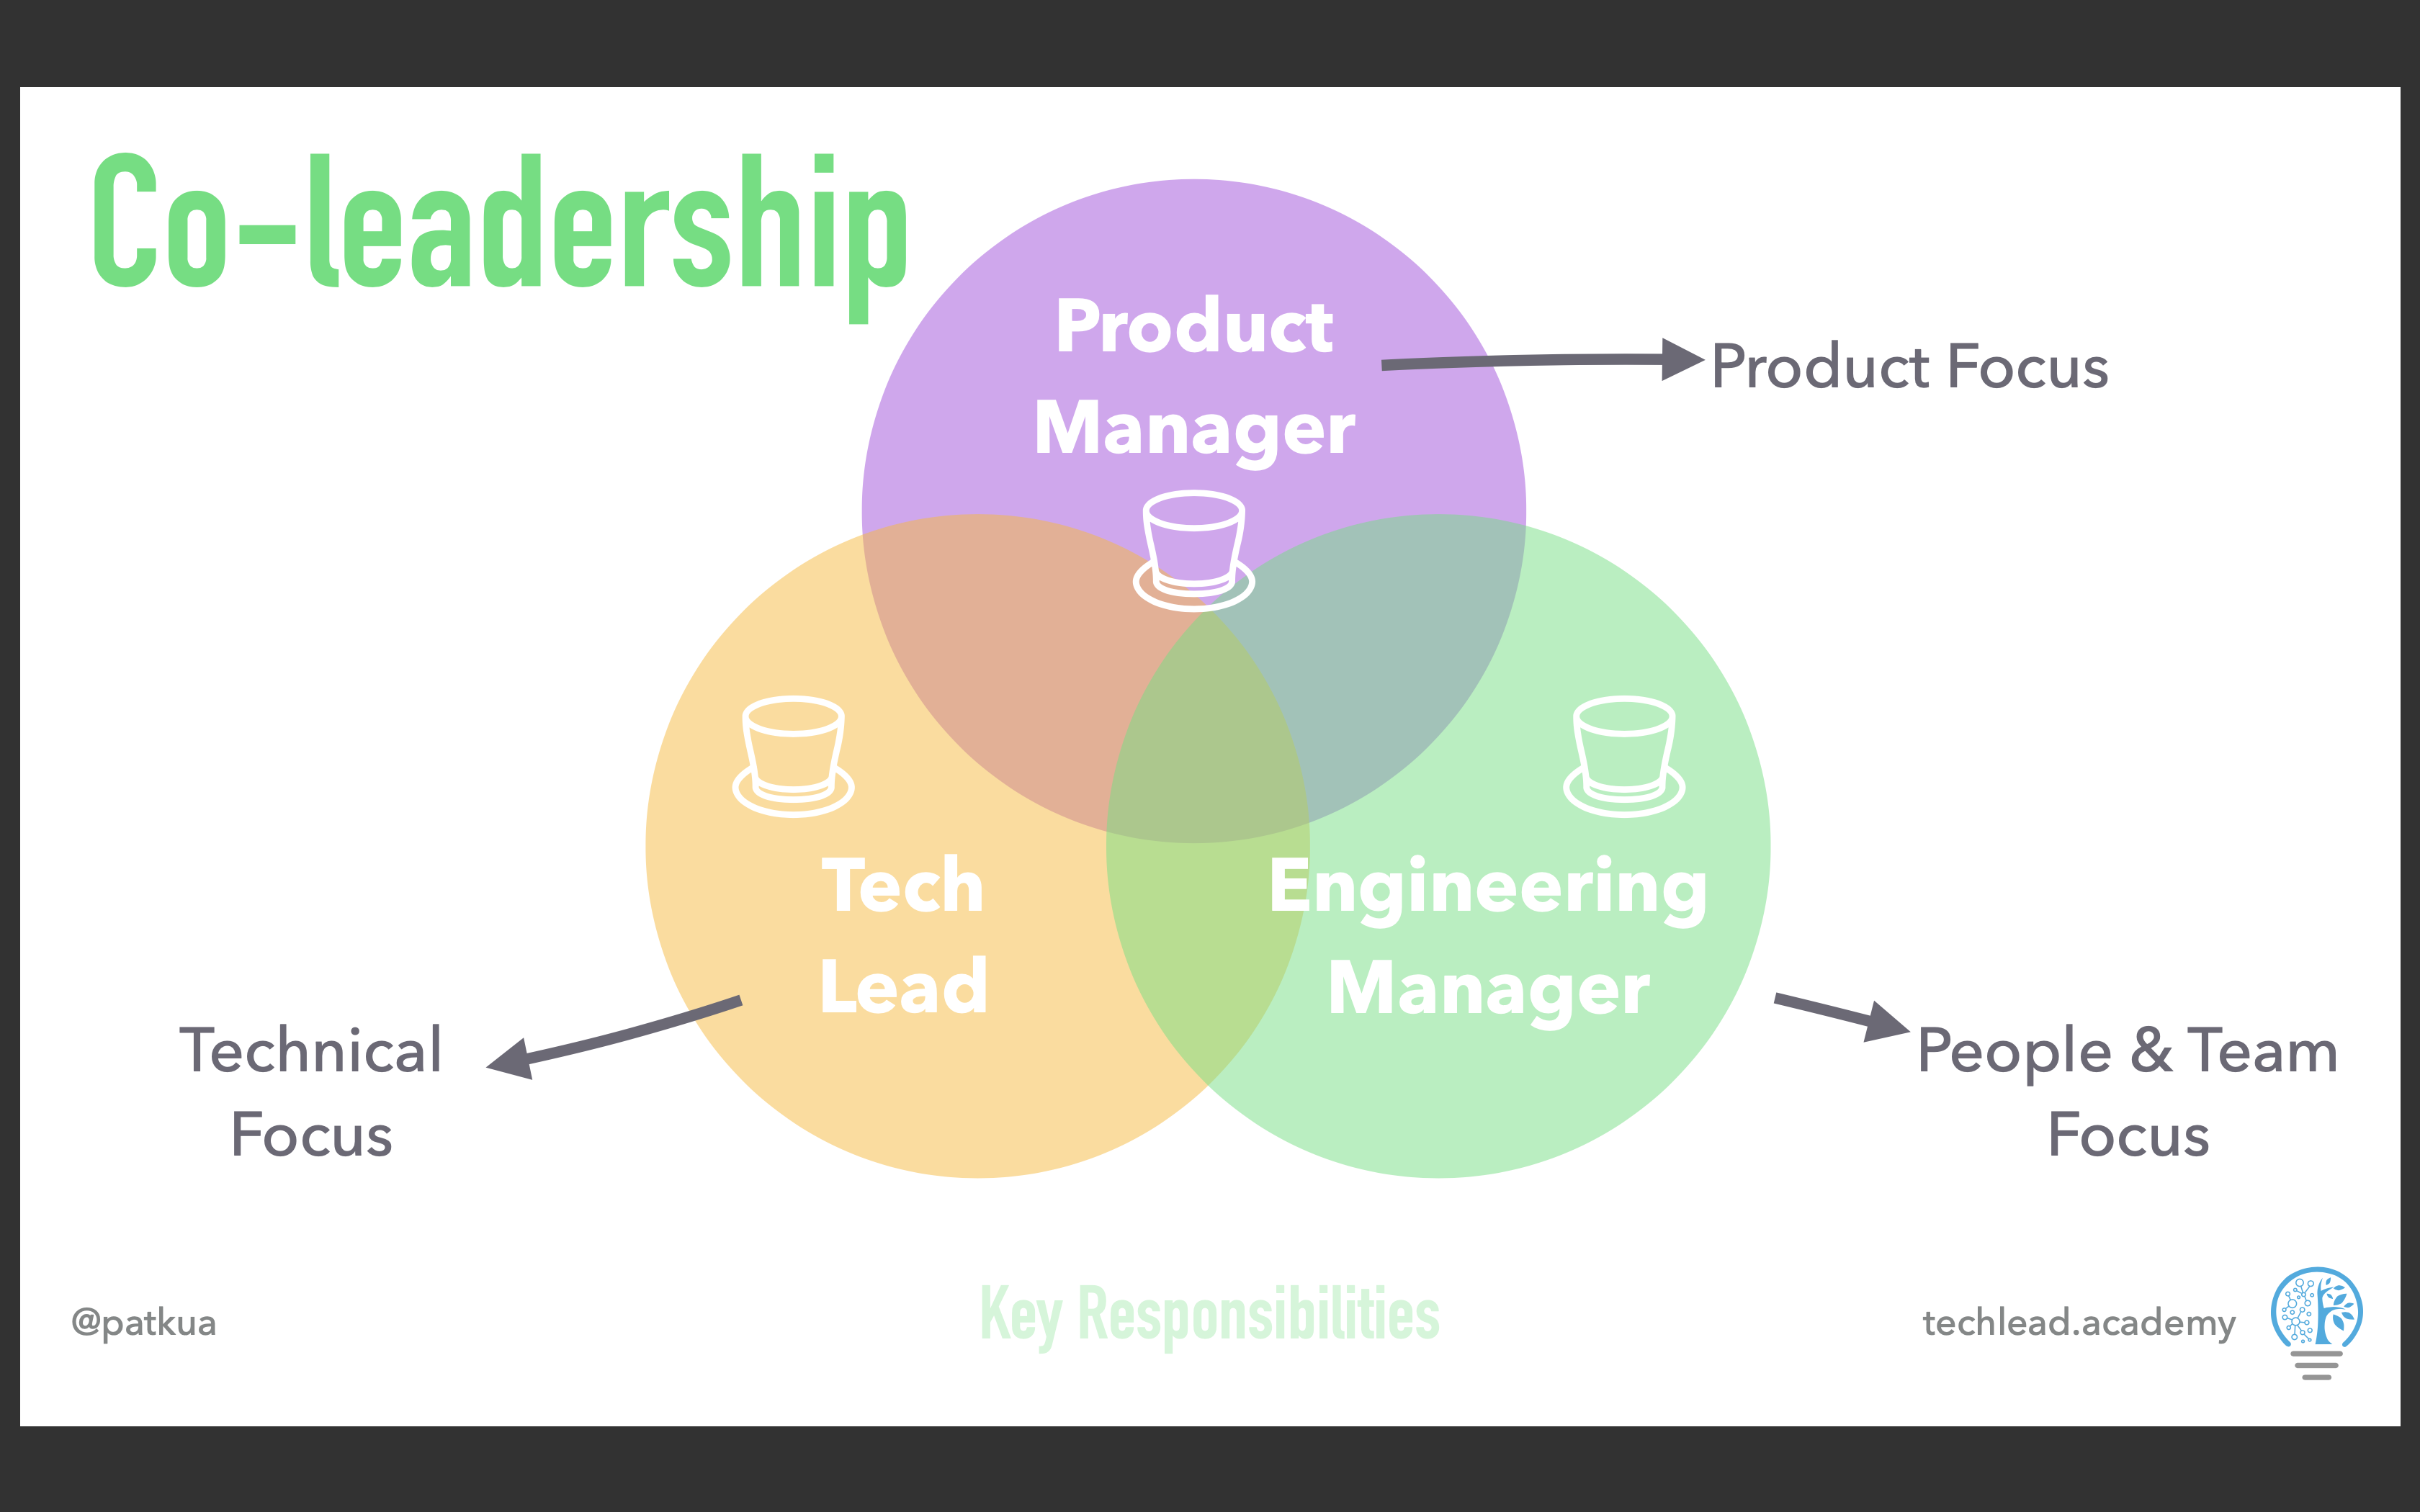 Co-leadership
Product
Manager
Product Focus
Tech
Lead
Engineering
Manager
Technical
Focus
People & Team
Focus
@patkua
Key Responsibilities
techlead.academy